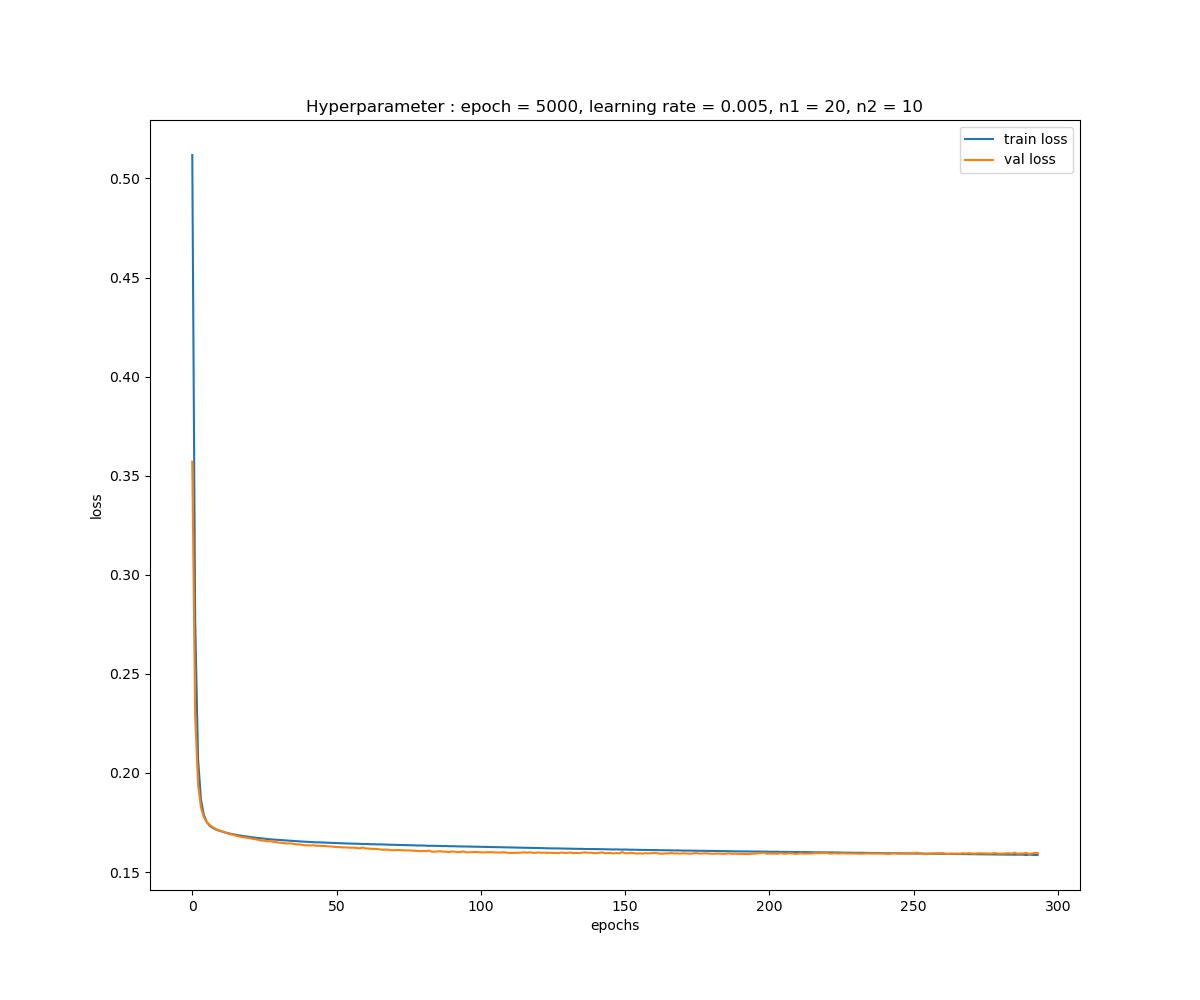 Hyperparameter : epoch = 5000, learning rate = 0.005, n1 = 20, n2 = 10
train loss
val loss
0.50
0.45
0.40
0.35
0.30
0.25
0.20
0.15
loss
0 50 100 150 200 250 300
epochs